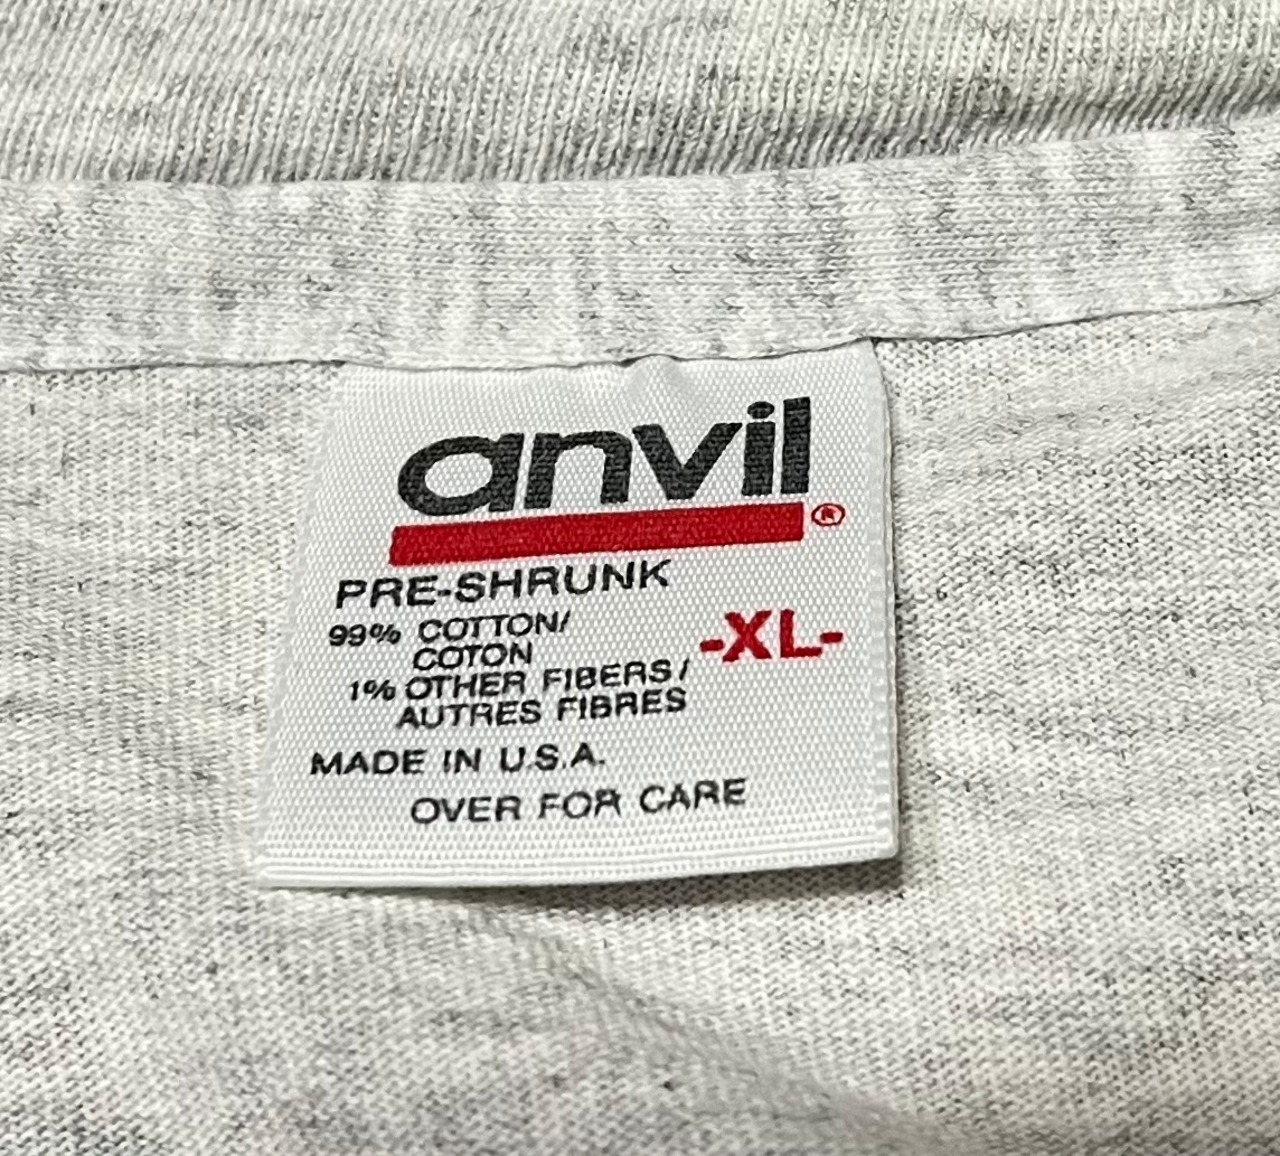 anvil®
PRE-SHRUNK
99% COTTON/
COTON
-XL-
1% OTHER FIBERS/
AUTRES FIBRES
MADE IN U.S.A.
OVER FOR CARE